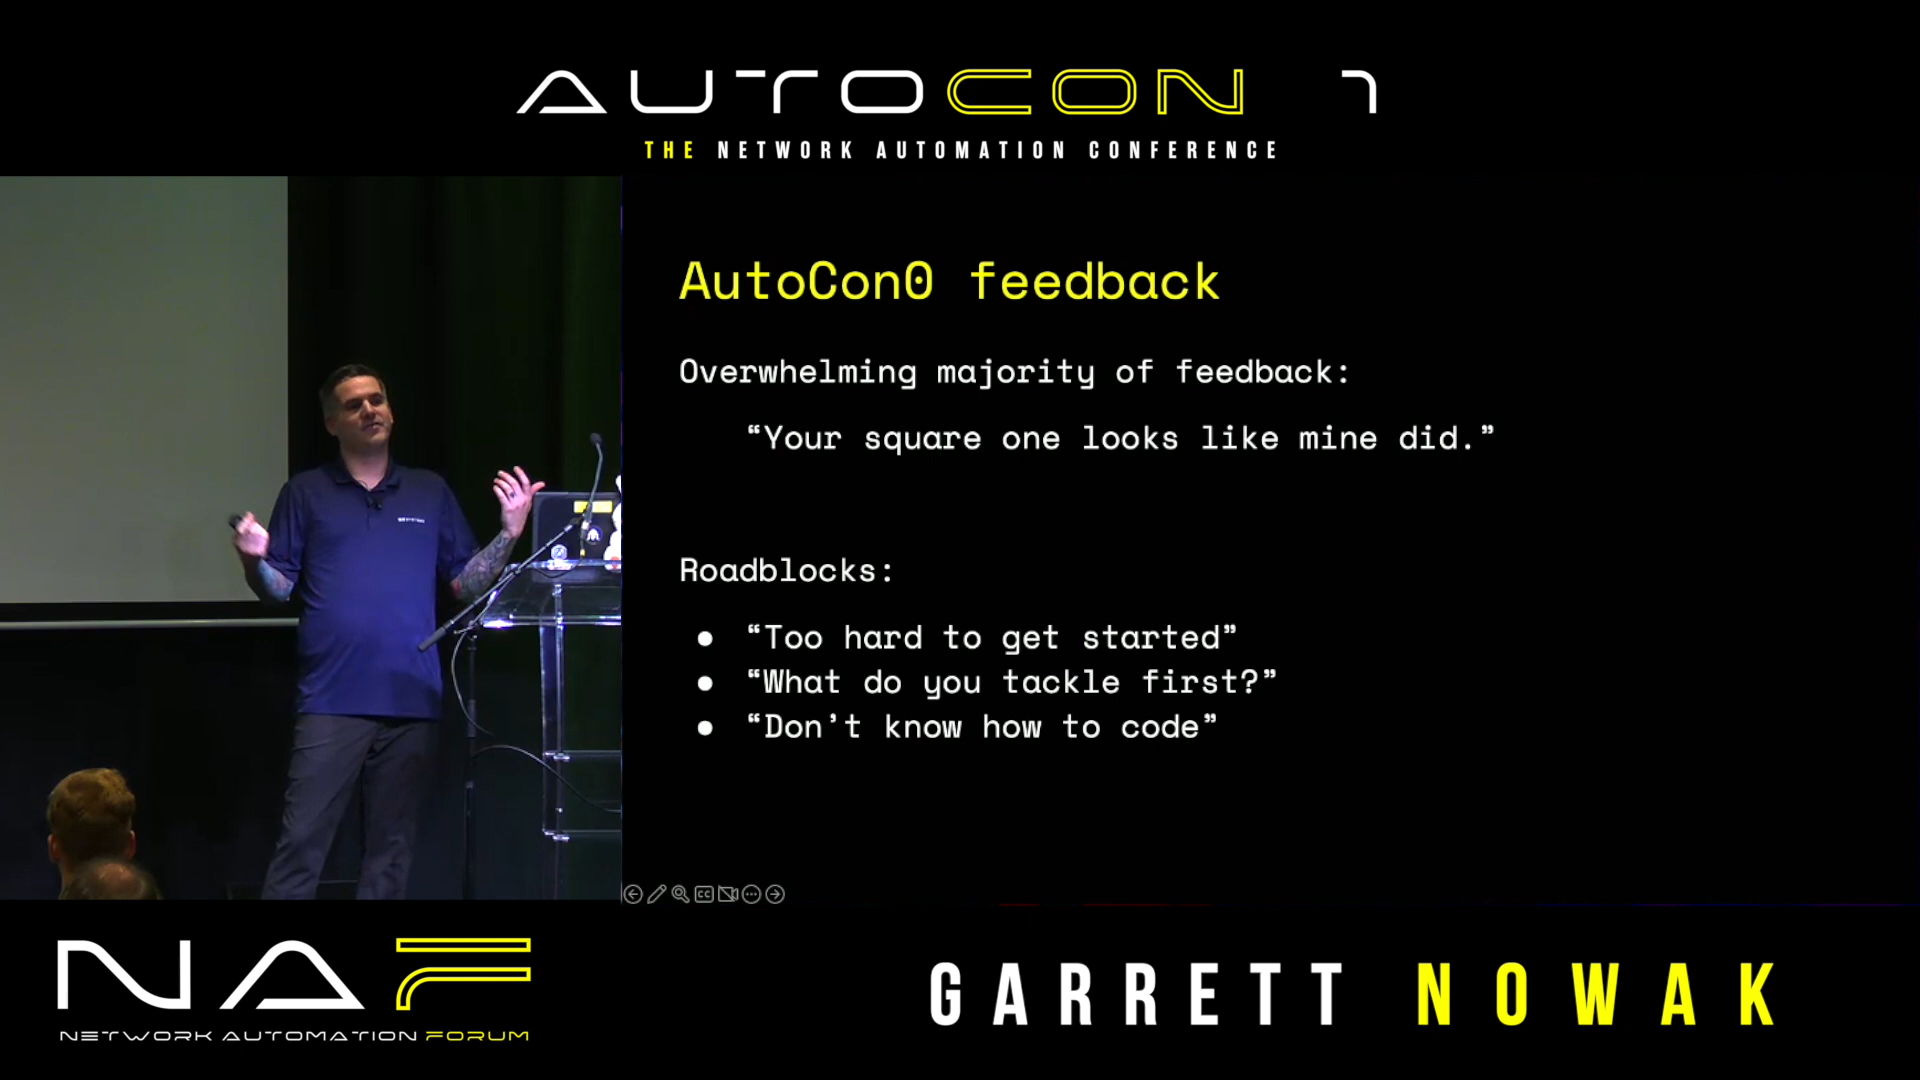 AUTOCON 1
THE NETWORK AUTOMATION CONFERENCE
AutoCon0 feedback
Overwhelming majority of feedback:
“Your square one looks like mine did.”
Roadblocks:
● “Too hard to get started”
● “What do you tackle first?”
● “Don’t know how to code”
CC
NAF
NETWORK AUTOMATION FORUM
GARRETT NOWAK